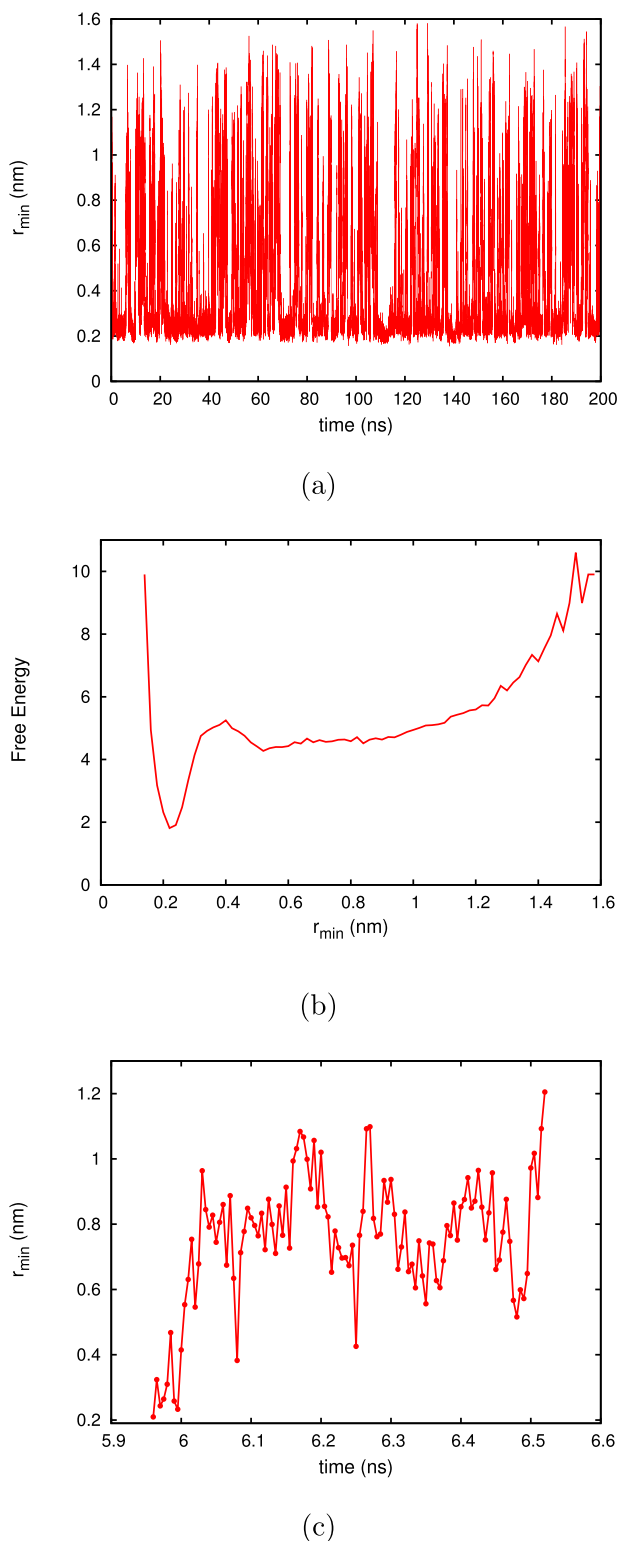 1.6
1.4
1.2
1
0.8
0.6
0.4
0.2
0
r_min (nm)
0 20 40 60 80 100 120 140 160 180 200
time (ns)
(a)
10
8
6
4
2
0
Free Energy
0 0.2 0.4 0.6 0.8 1 1.2 1.4 1.6
r_min (nm)
(b)
1.2
1
0.8
0.6
0.4
0.2
r_min (nm)
5.9 6 6.1 6.2 6.3 6.4 6.5 6.6
time (ns)
(c)